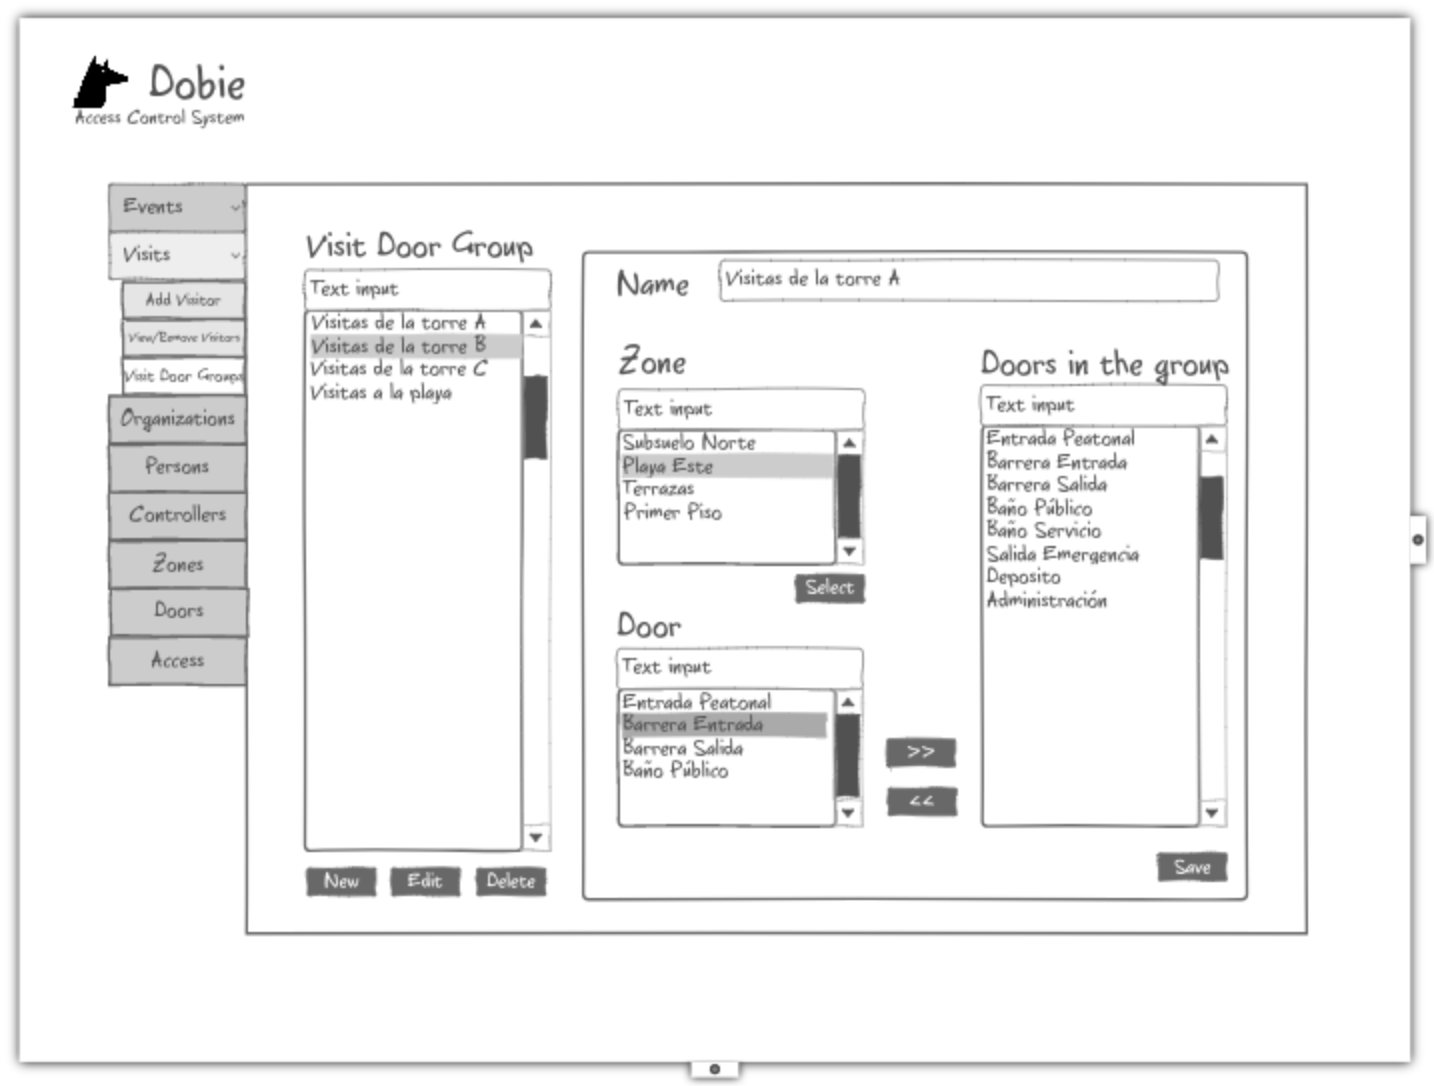 Dobie
Access Control System
Events
Visits
Add Visitor
View/Remove Visitors
Visit Door Groups
Organizations
Persons
Controllers
Zones
Doors
Access
Visit Door Group
Text input
Visitas de la torre A
Visitas de la torre B
Visitas de la torre C
Visitas a la playa
New
Edit
Delete
Name
Visitas de la torre A
Zone
Text input
Subsuelo Norte
Playa Este
Terrazas
Primer Piso
Select
Door
Text input
Entrada Peatonal
Barrera Entrada
Barrera Salida
Baño Público
>>
<<
Doors in the group
Text input
Entrada Peatonal
Barrera Entrada
Barrera Salida
Baño Público
Baño Servicio
Salida Emergencia
Deposito
Administración
Save